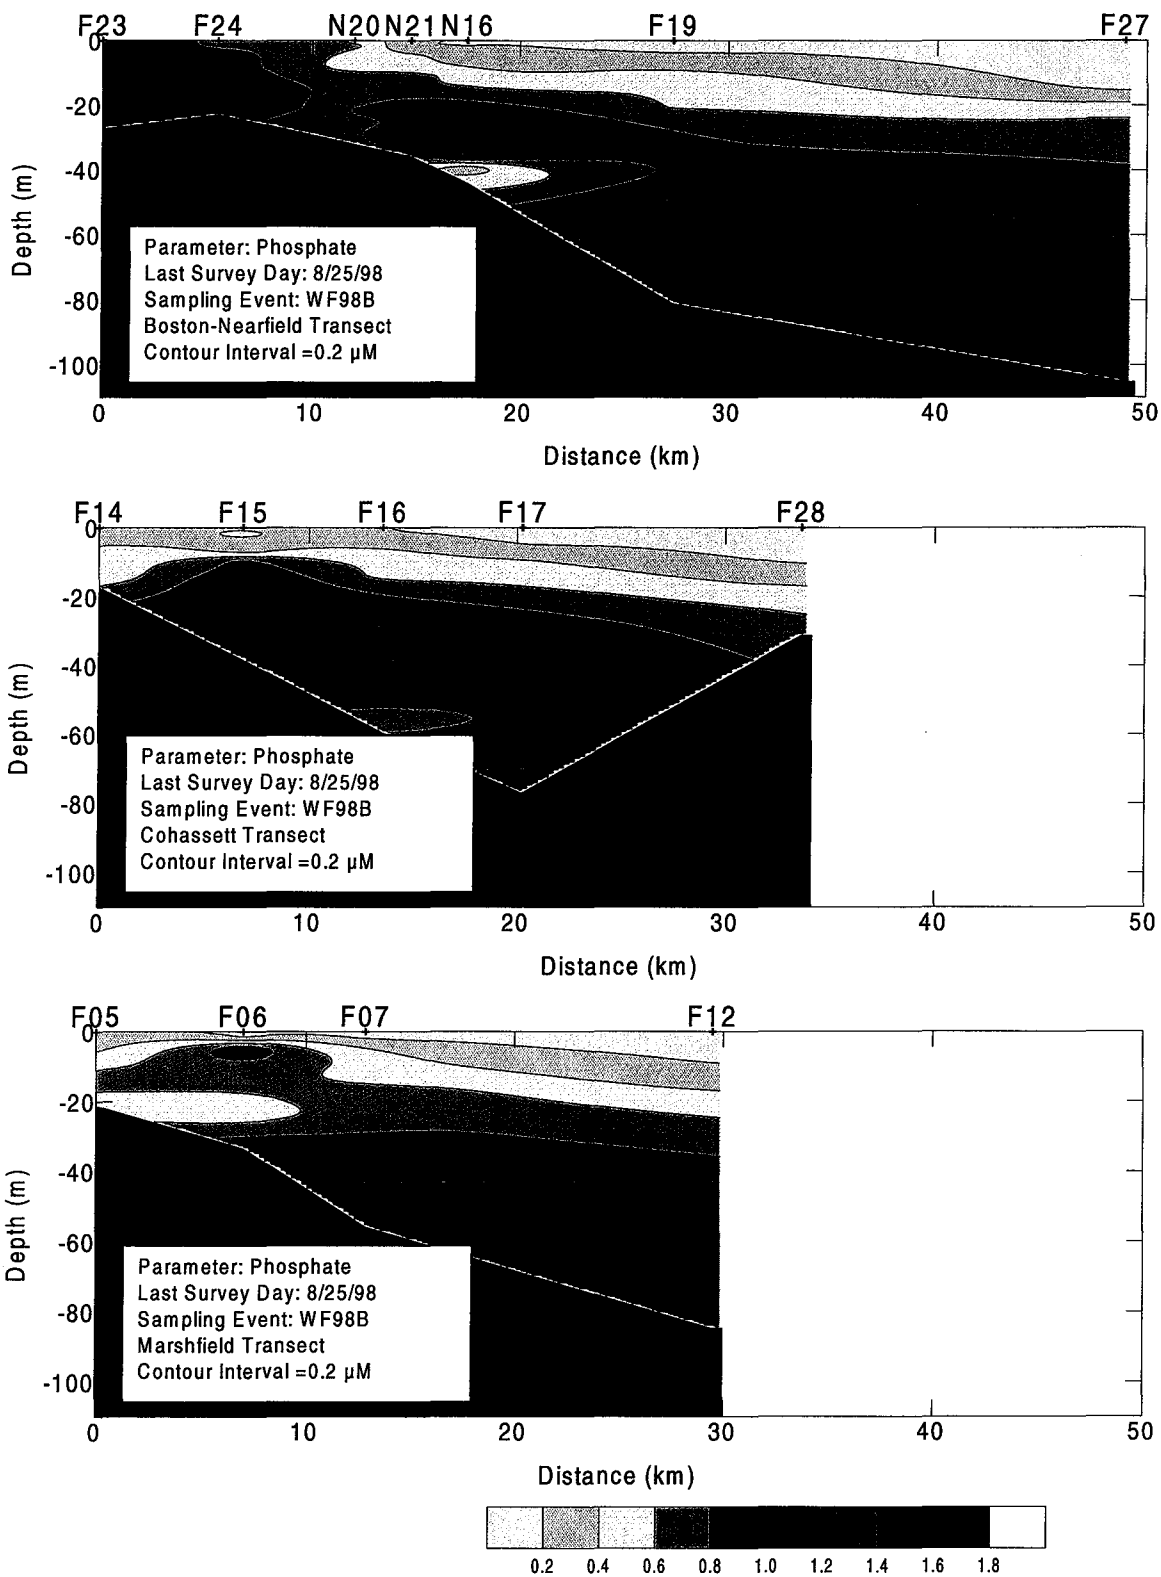 F23 F24 N20 N21 N16 F19 F27
0
-20
-40
-60
-80
-100
Depth (m)
Parameter: Phosphate
Last Survey Day: 8/25/98
Sampling Event: WF98B
Boston-Nearfield Transect
Contour Interval =0.2 µM
0 10 20 30 40 50
Distance (km)
F14 F15 F16 F17 F28
0
-20
-40
-60
-80
-100
Depth (m)
Parameter: Phosphate
Last Survey Day: 8/25/98
Sampling Event: WF98B
Cohassett Transect
Contour Interval =0.2 µM
0 10 20 30 40 50
Distance (km)
F05 F06 F07 F12
0
-20
-40
-60
-80
-100
Depth (m)
Parameter: Phosphate
Last Survey Day: 8/25/98
Sampling Event: WF98B
Marshfield Transect
Contour Interval =0.2 µM
0 10 20 30 40 50
Distance (km)
0.2 0.4 0.6 0.8 1.0 1.2 1.4 1.6 1.8